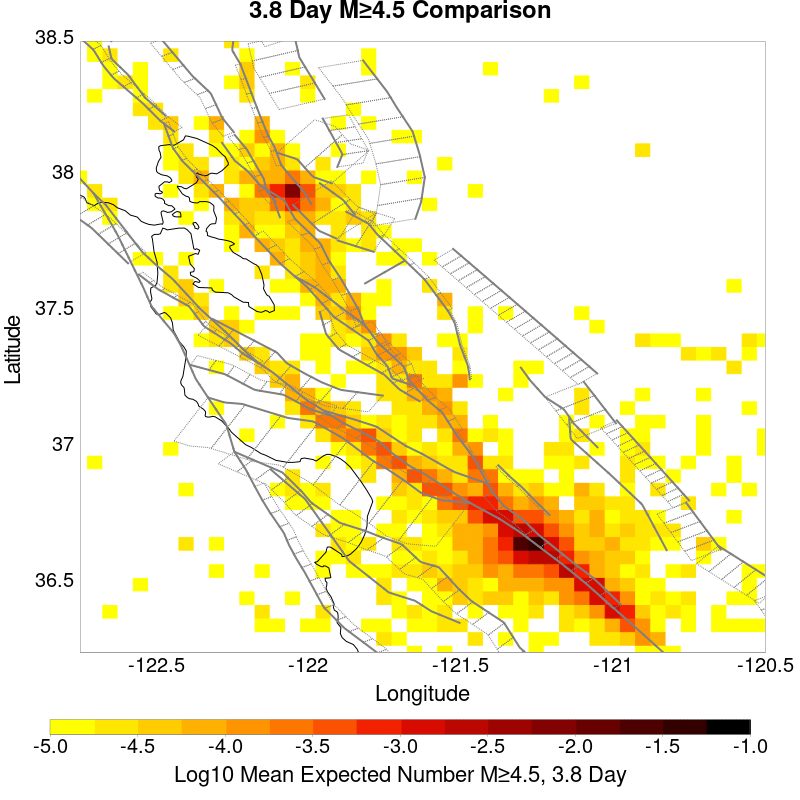 3.8 Day M≥4.5 Comparison
38.5
38
37.5
37
36.5
Latitude
-122.5 -122 -121.5 -121 -120.5
Longitude
-5.0 -4.5 -4.0 -3.5 -3.0 -2.5 -2.0 -1.5 -1.0
Log10 Mean Expected Number M≥4.5, 3.8 Day